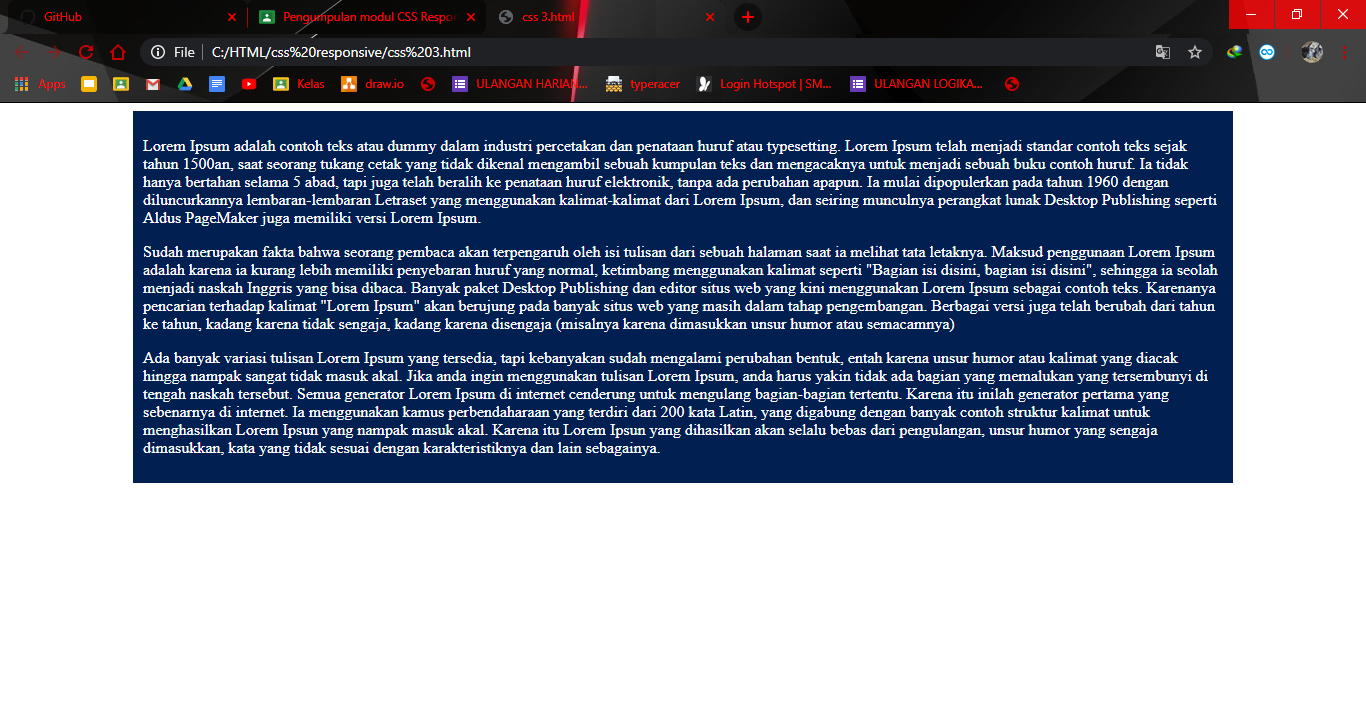 GitHub
Pengumpulan modul CSS Respon
css 3.html
File
C:/HTML/css%20responsive/css%203.html
Apps
Kelas
draw.io
ULANGAN HARIAN...
typeracer
Login Hotspot | SM...
ULANGAN LOGIKA...
Lorem Ipsum adalah contoh teks atau dummy dalam industri percetakan dan penataan huruf atau typesetting. Lorem Ipsum telah menjadi standar contoh teks sejak
tahun 1500an, saat seorang tukang cetak yang tidak dikenal mengambil sebuah kumpulan teks dan mengacaknya untuk menjadi sebuah buku contoh huruf. Ia tidak
hanya bertahan selama 5 abad, tapi juga telah beralih ke penataan huruf elektronik, tanpa ada perubahan apapun. Ia mulai dipopulerkan pada tahun 1960 dengan
diluncurkannya lembaran-lembaran Letraset yang menggunakan kalimat-kalimat dari Lorem Ipsum, dan seiring munculnya perangkat lunak Desktop Publishing seperti
Aldus PageMaker juga memiliki versi Lorem Ipsum.
Sudah merupakan fakta bahwa seorang pembaca akan terpengaruh oleh isi tulisan dari sebuah halaman saat ia melihat tata letaknya. Maksud penggunaan Lorem Ipsum
adalah karena ia kurang lebih memiliki penyebaran huruf yang normal, ketimbang menggunakan kalimat seperti "Bagian isi disini, bagian isi disini", sehingga ia seolah
menjadi naskah Inggris yang bisa dibaca. Banyak paket Desktop Publishing dan editor situs web yang kini menggunakan Lorem Ipsum sebagai contoh teks. Karenanya
pencarian terhadap kalimat "Lorem Ipsum" akan berujung pada banyak situs web yang masih dalam tahap pengembangan. Berbagai versi juga telah berubah dari tahun
ke tahun, kadang karena tidak sengaja, kadang karena disengaja (misalnya karena dimasukkan unsur humor atau semacamnya)
Ada banyak variasi tulisan Lorem Ipsum yang tersedia, tapi kebanyakan sudah mengalami perubahan bentuk, entah karena unsur humor atau kalimat yang diacak
hingga nampak sangat tidak masuk akal. Jika anda ingin menggunakan tulisan Lorem Ipsum, anda harus yakin tidak ada bagian yang memalukan yang tersembunyi di
tengah naskah tersebut. Semua generator Lorem Ipsum di internet cenderung untuk mengulang bagian-bagian tertentu. Karena itu inilah generator pertama yang
sebenarnya di internet. Ia menggunakan kamus perbendaharaan yang terdiri dari 200 kata Latin, yang digabung dengan banyak contoh struktur kalimat untuk
menghasilkan Lorem Ipsun yang nampak masuk akal. Karena itu Lorem Ipsun yang dihasilkan akan selalu bebas dari pengulangan, unsur humor yang sengaja
dimasukkan, kata yang tidak sesuai dengan karakteristiknya dan lain sebagainya.